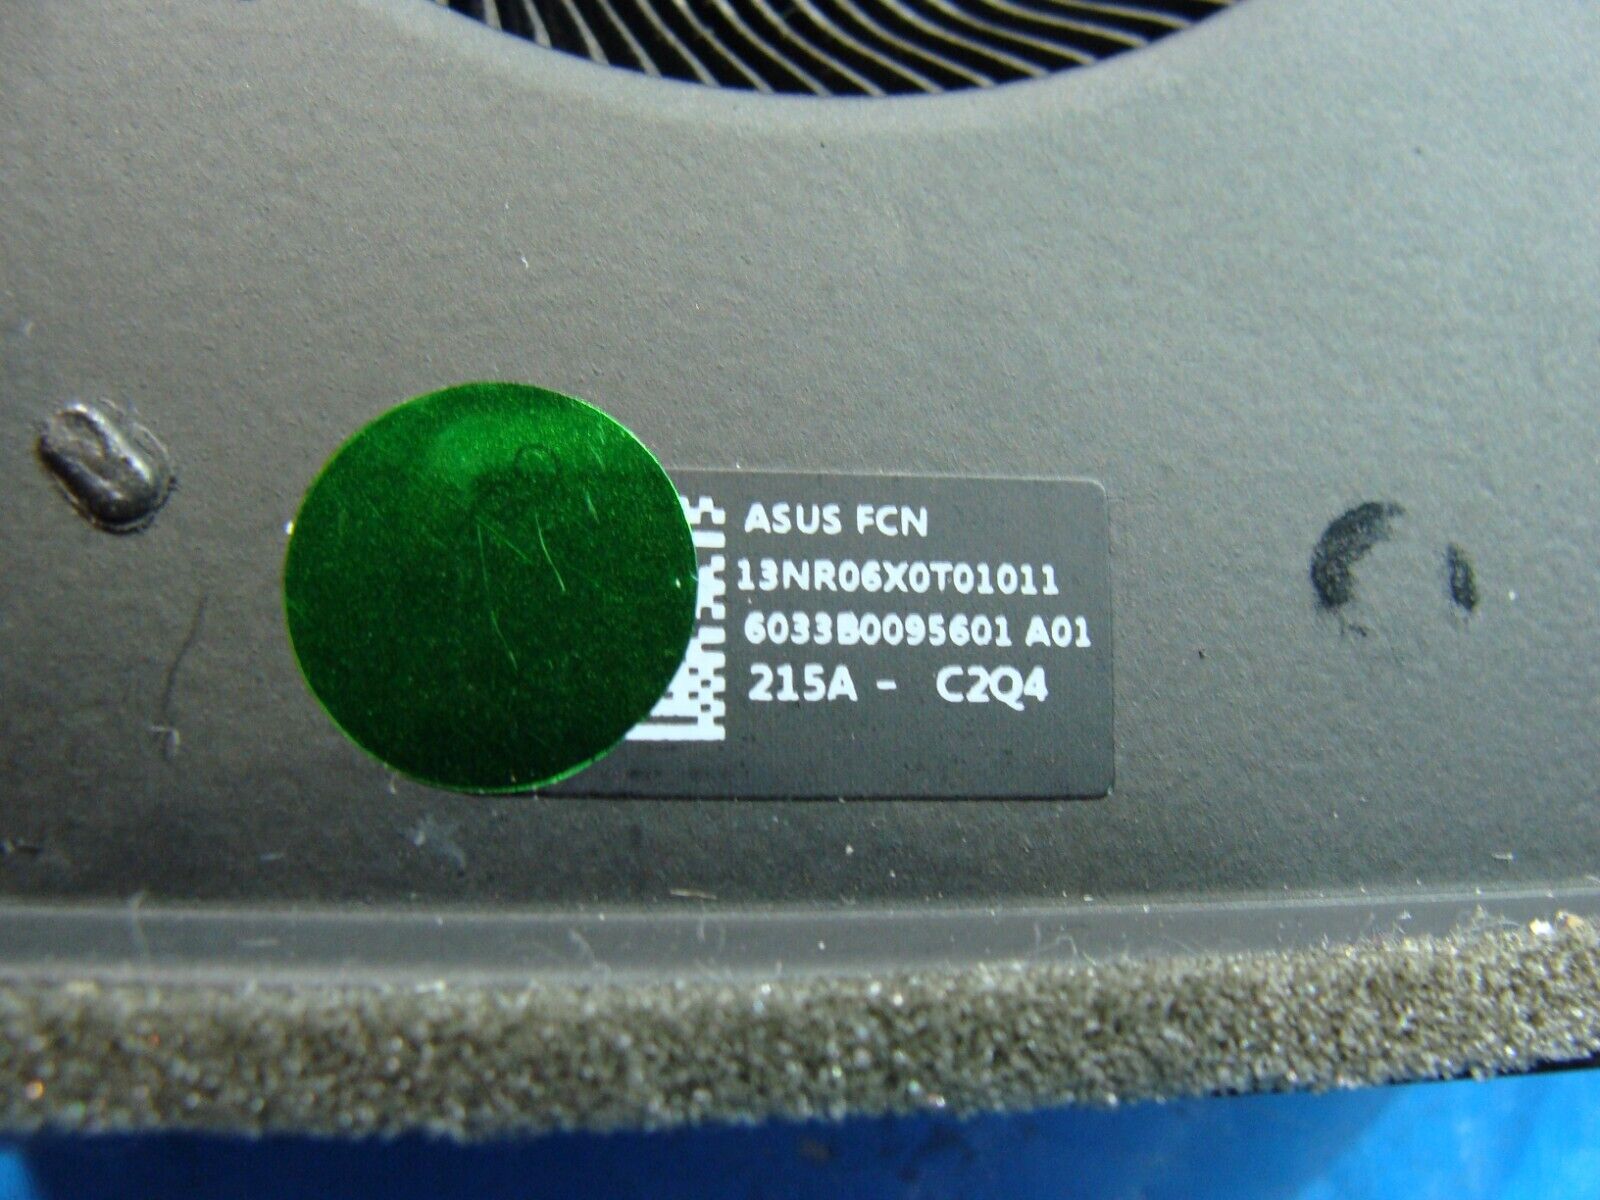 ASUS FCN
13NR06X0T01011
6033B0095601 A01
215A - C2Q4